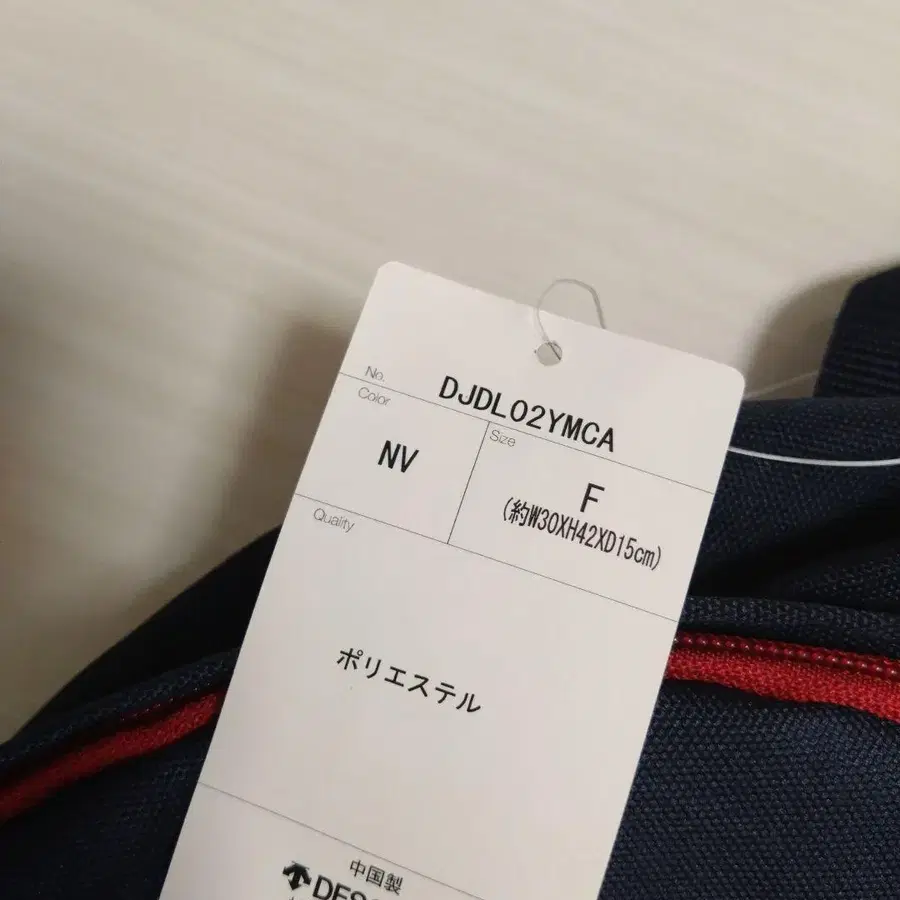 No.
DJDL02YMCA
Color
NV
Size
F
(約W30XH42XD15cm)
Quality
ポリエステル
中国製